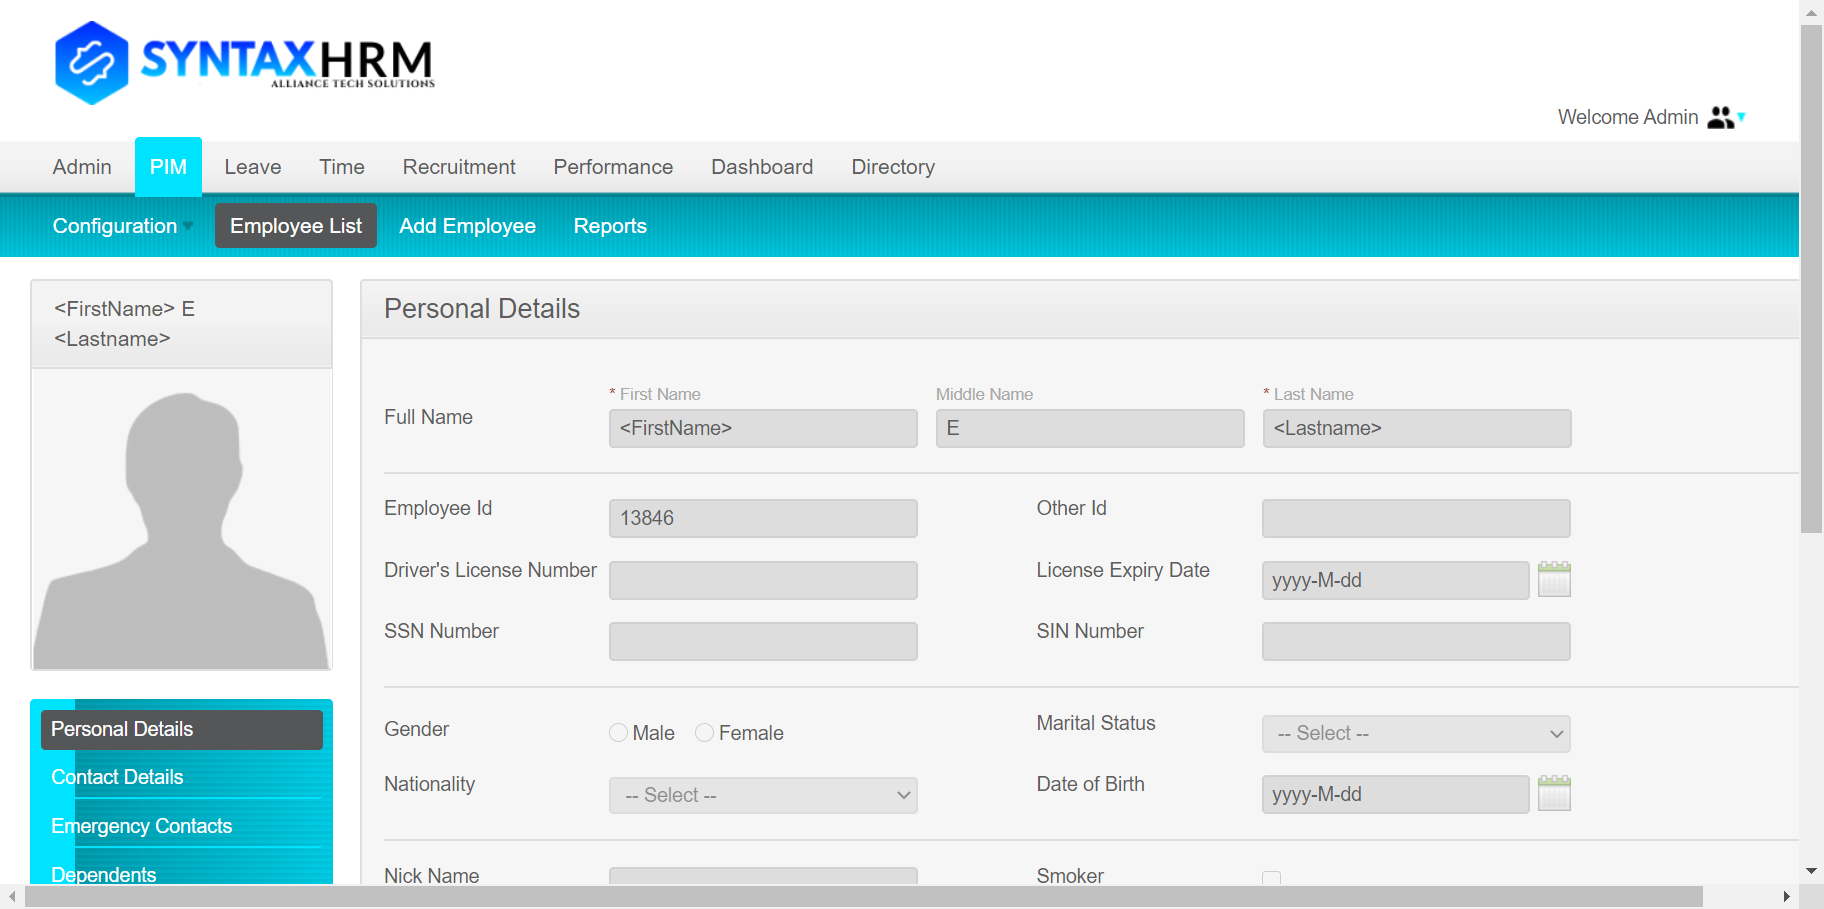 SYNTAXHRM
ALLIANCE TECH SOLUTIONS
Welcome Admin
Admin PIM Leave Time Recruitment Performance Dashboard Directory
Configuration Employee List Add Employee Reports
<FirstName> E
<Lastname>
Personal Details
* First Name Middle Name * Last Name
Full Name <FirstName> E <Lastname>
Employee Id 13846 Other Id
Driver's License Number License Expiry Date yyyy-M-dd
SSN Number SIN Number
Gender Male Female Marital Status -- Select --
Nationality -- Select -- Date of Birth yyyy-M-dd
Nick Name Smoker
Personal Details
Contact Details
Emergency Contacts
Dependents